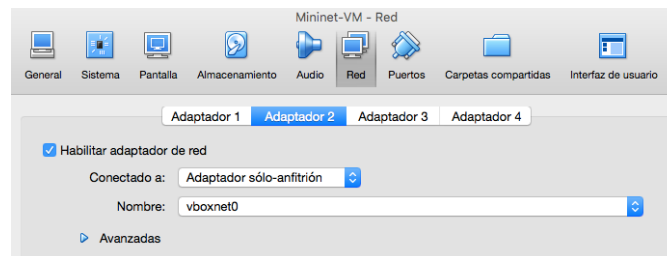 Mininet-VM - Red
General Sistema Pantalla Almacenamiento Audio Red Puertos Carpetas compartidas Interfaz de usuario
Adaptador 1 Adaptador 2 Adaptador 3 Adaptador 4
Habilitar adaptador de red
Conectado a: Adaptador sólo-anfitrión
Nombre: vboxnet0
Avanzadas